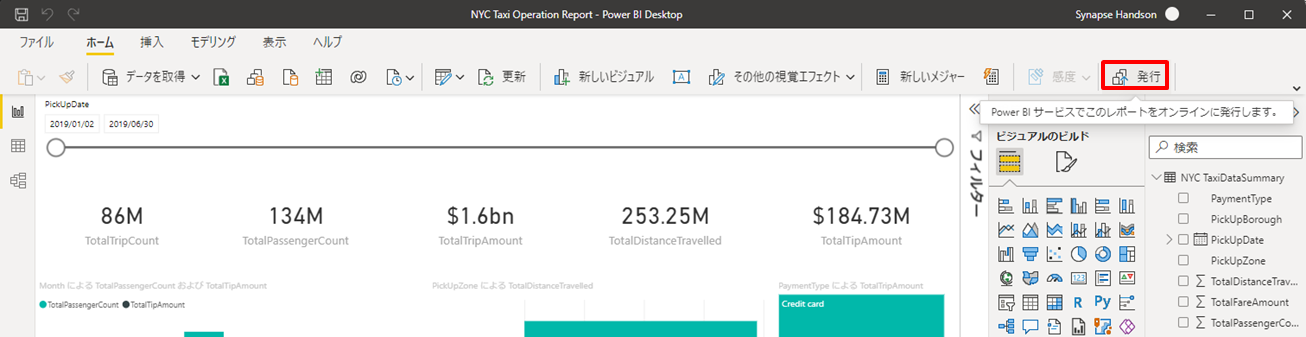 NYC Taxi Operation Report - Power BI Desktop
Synapse Handson
ファイル ホーム 挿入 モデリング 表示 ヘルプ
データを取得 更新 新しいビジュアル その他の視覚エフェクト 新しいメジャー 感度 発行
Power BI サービスでこのレポートをオンラインに発行します。
PickUpDate
2019/01/02 2019/06/30
86M 134M $1.6bn 253.25M $184.73M
TotalTripCount TotalPassengerCount TotalTripAmount TotalDistanceTravelled TotalTipAmount
Month による TotalPassengerCount および TotalTipAmount
TotalPassengerCount TotalTipAmount
PickUpZone による TotalDistanceTravelled
PaymentType による TotalTripAmount
Credit card
フィルター
ビジュアルのビルド
123
R Py
検索
NYC TaxiDataSummary
PaymentType
PickUpBorough
PickUpDate
PickUpZone
TotalDistanceTrav...
TotalFareAmount
TotalPassengerCo...